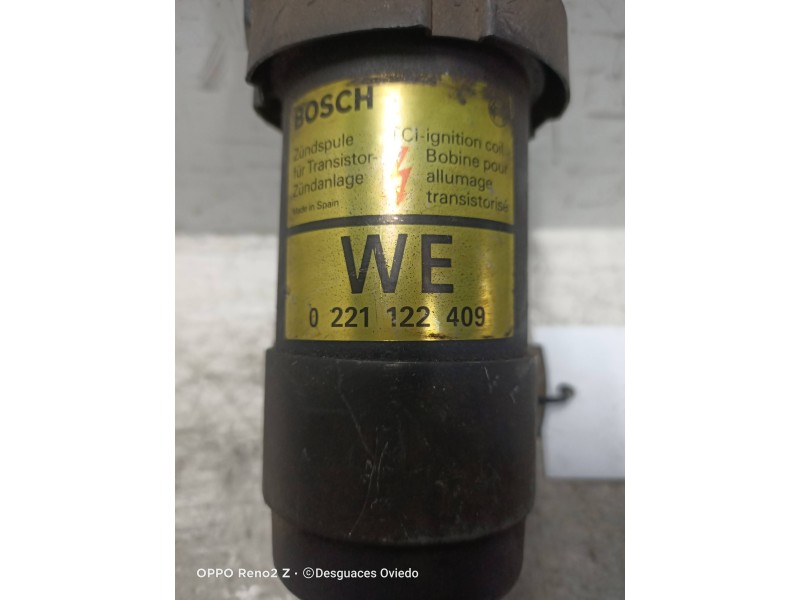 BOSCH
Zündspule
für Transistor-
Zündanlage
Made in Spain
TCI-ignition coil
Bobine pour
allumage
transistorisé
WE
0 221 122 409
OPPO Reno2 Z · ©Desguaces Oviedo